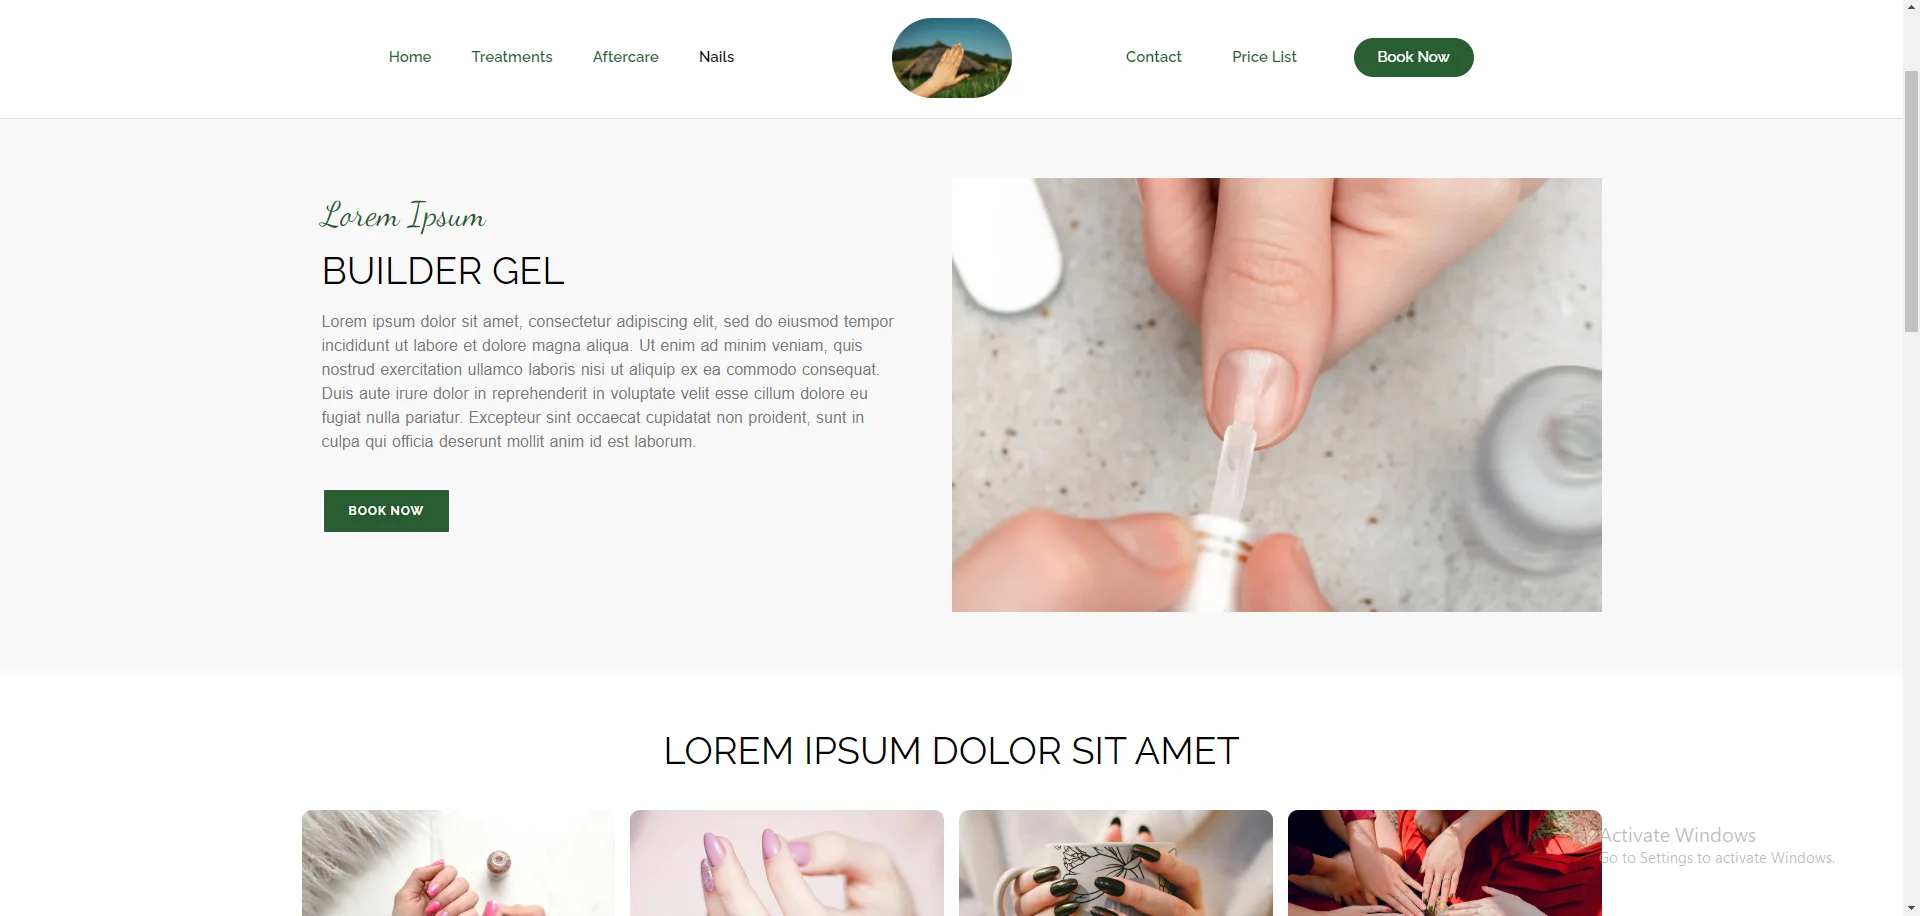 Home Treatments Aftercare Nails Contact Price List Book Now
Lorem Ipsum
BUILDER GEL
Lorem ipsum dolor sit amet, consectetur adipiscing elit, sed do eiusmod tempor
incididunt ut labore et dolore magna aliqua. Ut enim ad minim veniam, quis
nostrud exercitation ullamco laboris nisi ut aliquip ex ea commodo consequat.
Duis aute irure dolor in reprehenderit in voluptate velit esse cillum dolore eu
fugiat nulla pariatur. Excepteur sint occaecat cupidatat non proident, sunt in
culpa qui officia deserunt mollit anim id est laborum.
BOOK NOW
LOREM IPSUM DOLOR SIT AMET
Activate Windows
Go to Settings to activate Windows.